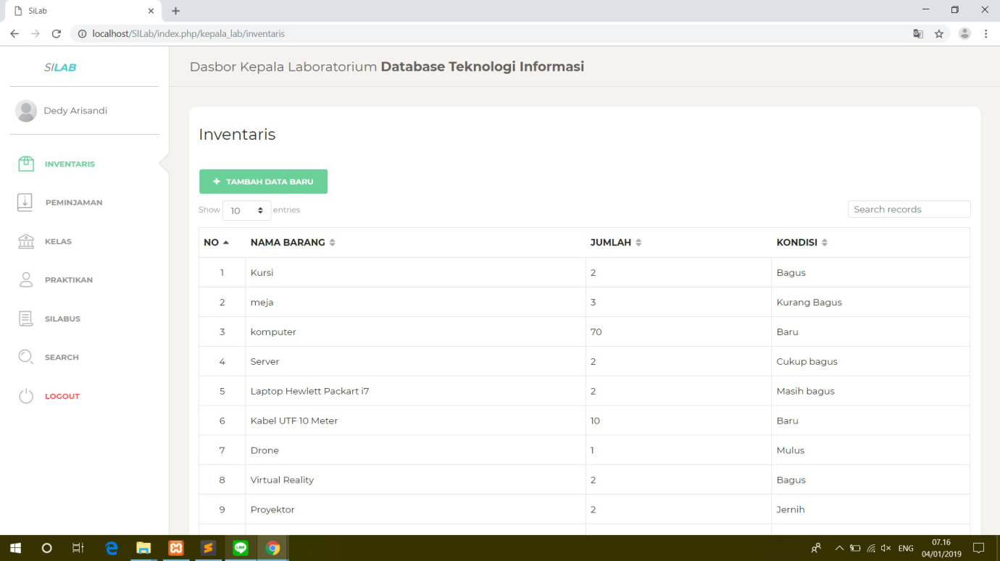 SiLab
localhost/SILab/index.php/kepala_lab/inventaris
SILAB
Dasbor Kepala Laboratorium Database Teknologi Informasi
Dedy Arisandi
INVENTARIS
PEMINJAMAN
KELAS
PRAKTIKAN
SILABUS
SEARCH
LOGOUT
Inventaris
+ TAMBAH DATA BARU
Show 10 entries
Search records
NO NAMA BARANG JUMLAH KONDISI
1 Kursi 2 Bagus
2 meja 3 Kurang Bagus
3 komputer 70 Baru
4 Server 2 Cukup bagus
5 Laptop Hewlett Packart i7 2 Masih bagus
6 Kabel UTF 10 Meter 10 Baru
7 Drone 1 Mulus
8 Virtual Reality 2 Bagus
9 Proyektor 2 Jernih
LINE
ENG
07.16
04/01/2019